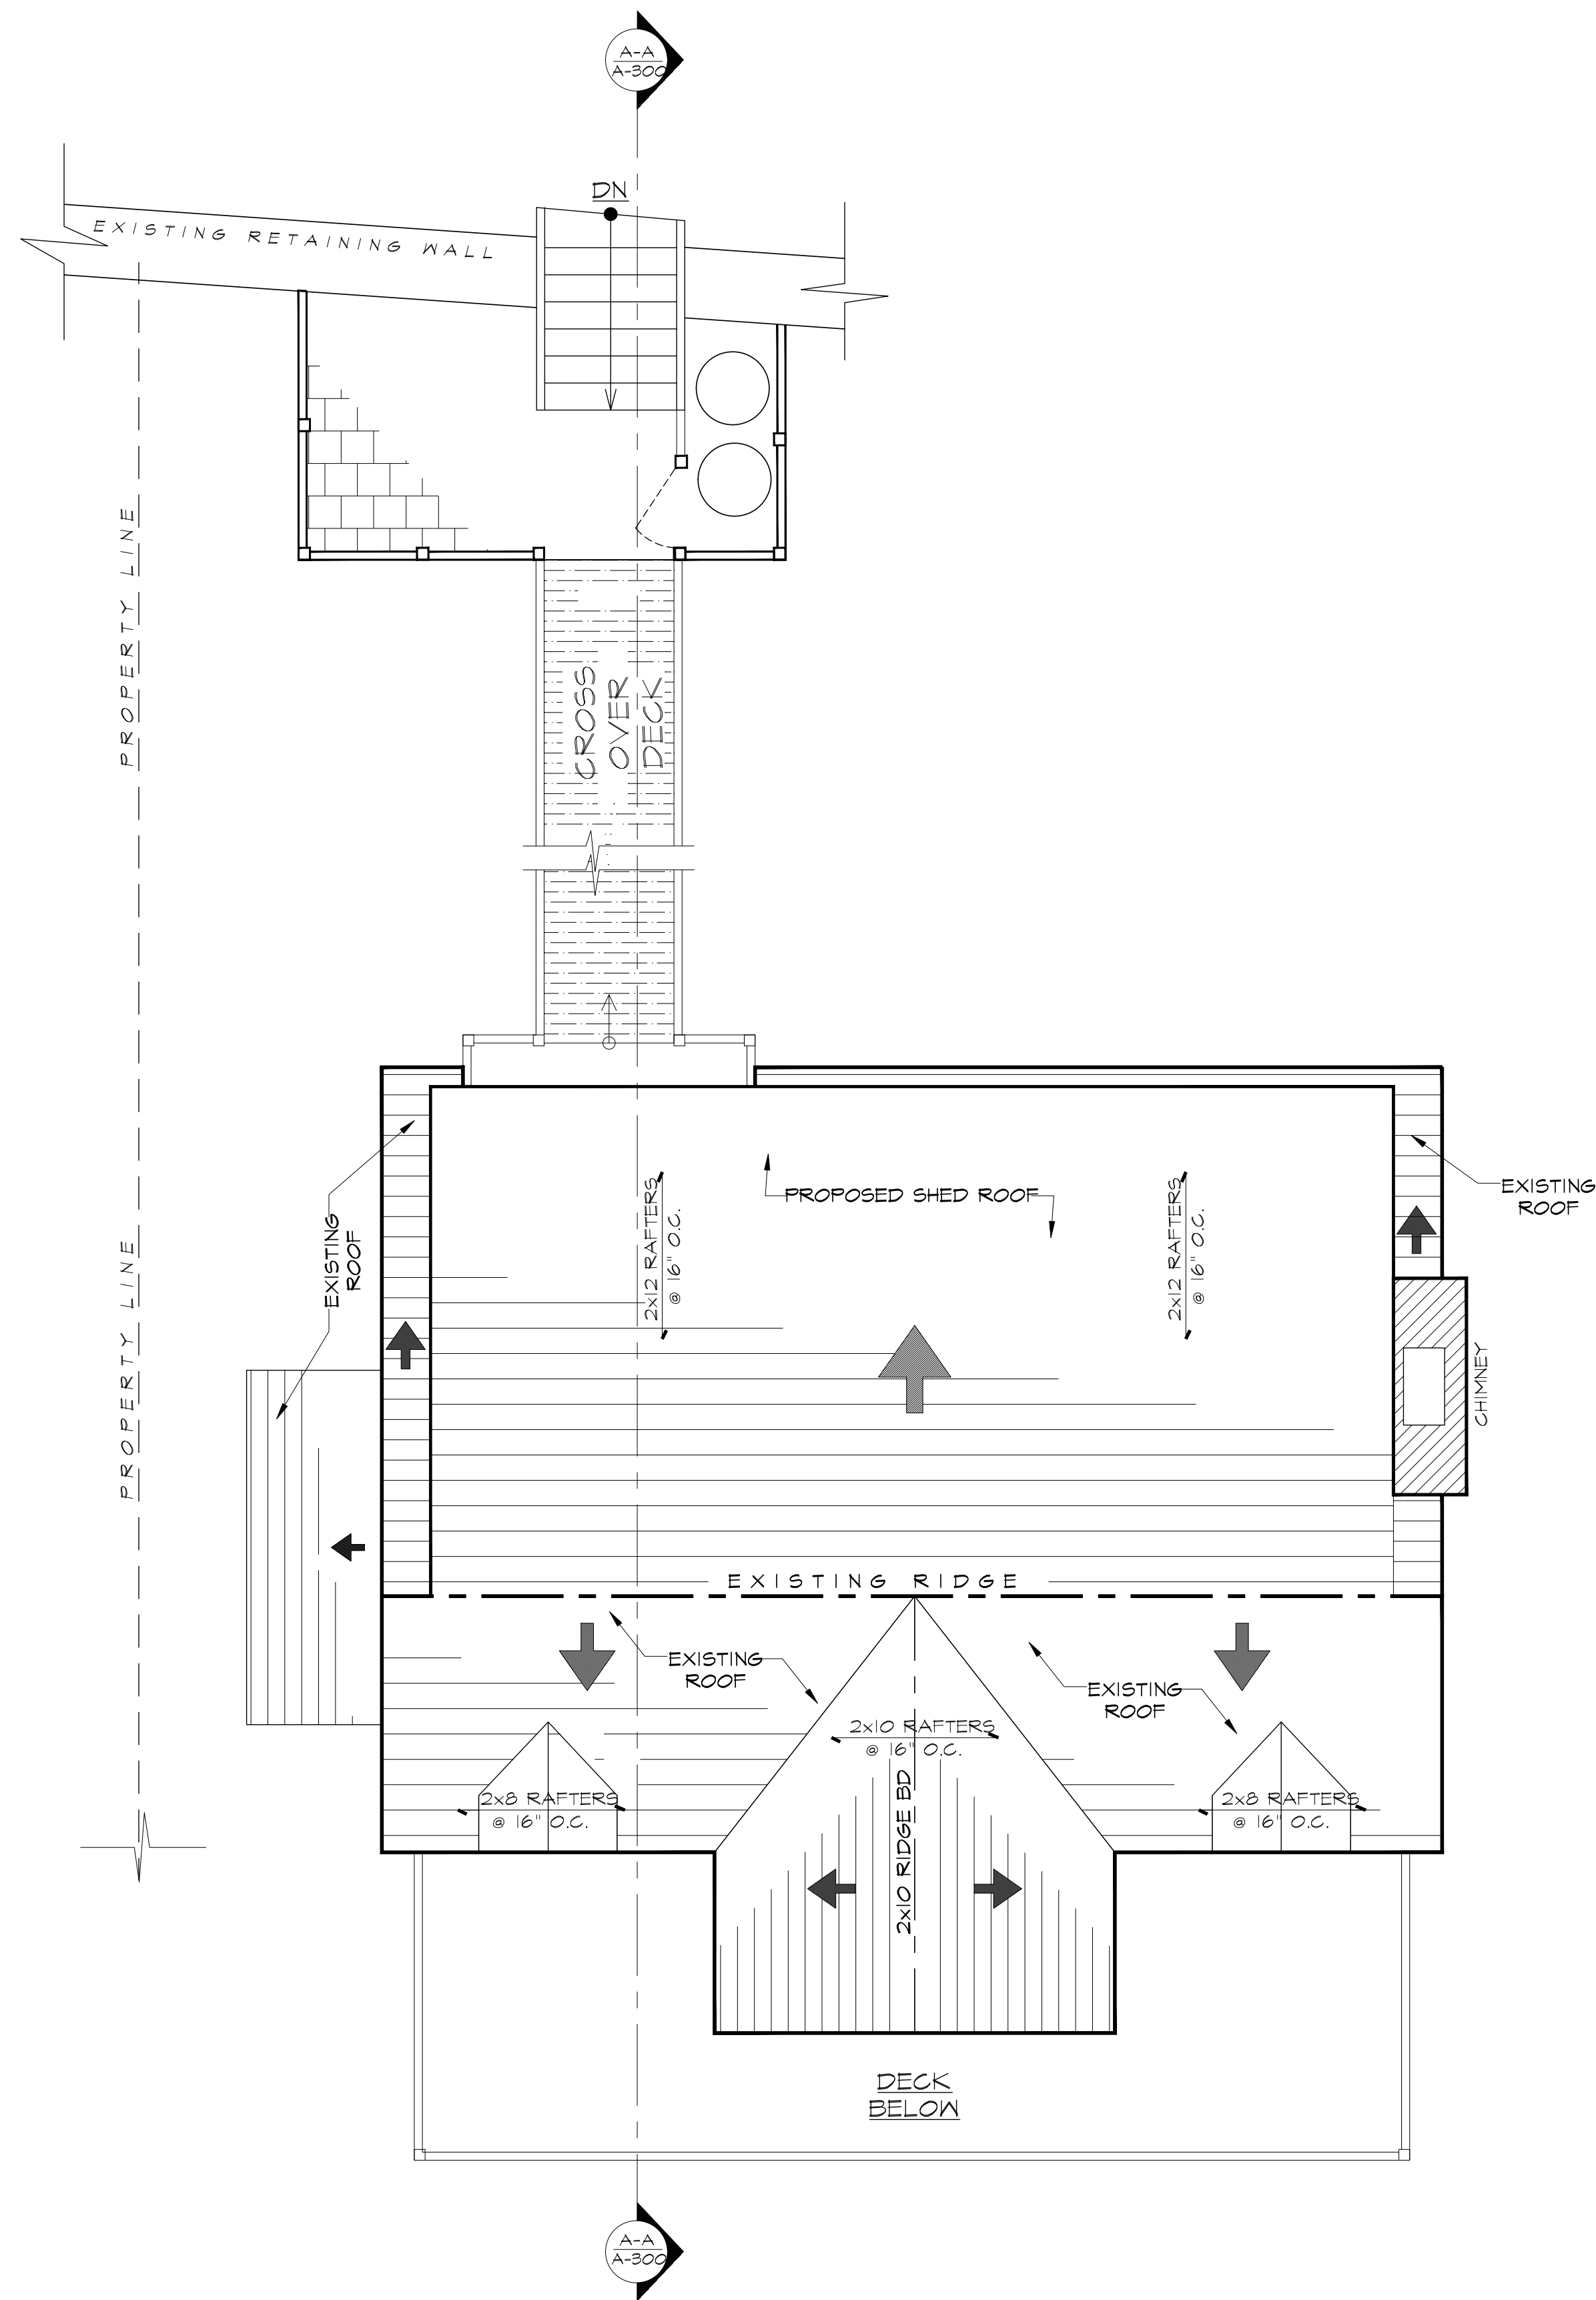 A-A
A-300
DN
EXISTING RETAINING WALL
PROPERTY LINE
CROSS
OVER
DECK
PROPERTY LINE
EXISTING
ROOF
2x12 RAFTERS
@ 16" O.C.
PROPOSED SHED ROOF
2x12 RAFTERS
@ 16" O.C.
EXISTING
ROOF
CHIMNEY
EXISTING RIDGE
EXISTING
ROOF
EXISTING
ROOF
2x10 RAFTERS
@ 16" O.C.
2x10 RIDGE BD
2x8 RAFTERS
@ 16" O.C.
2x8 RAFTERS
@ 16" O.C.
DECK
BELOW
A-A
A-300